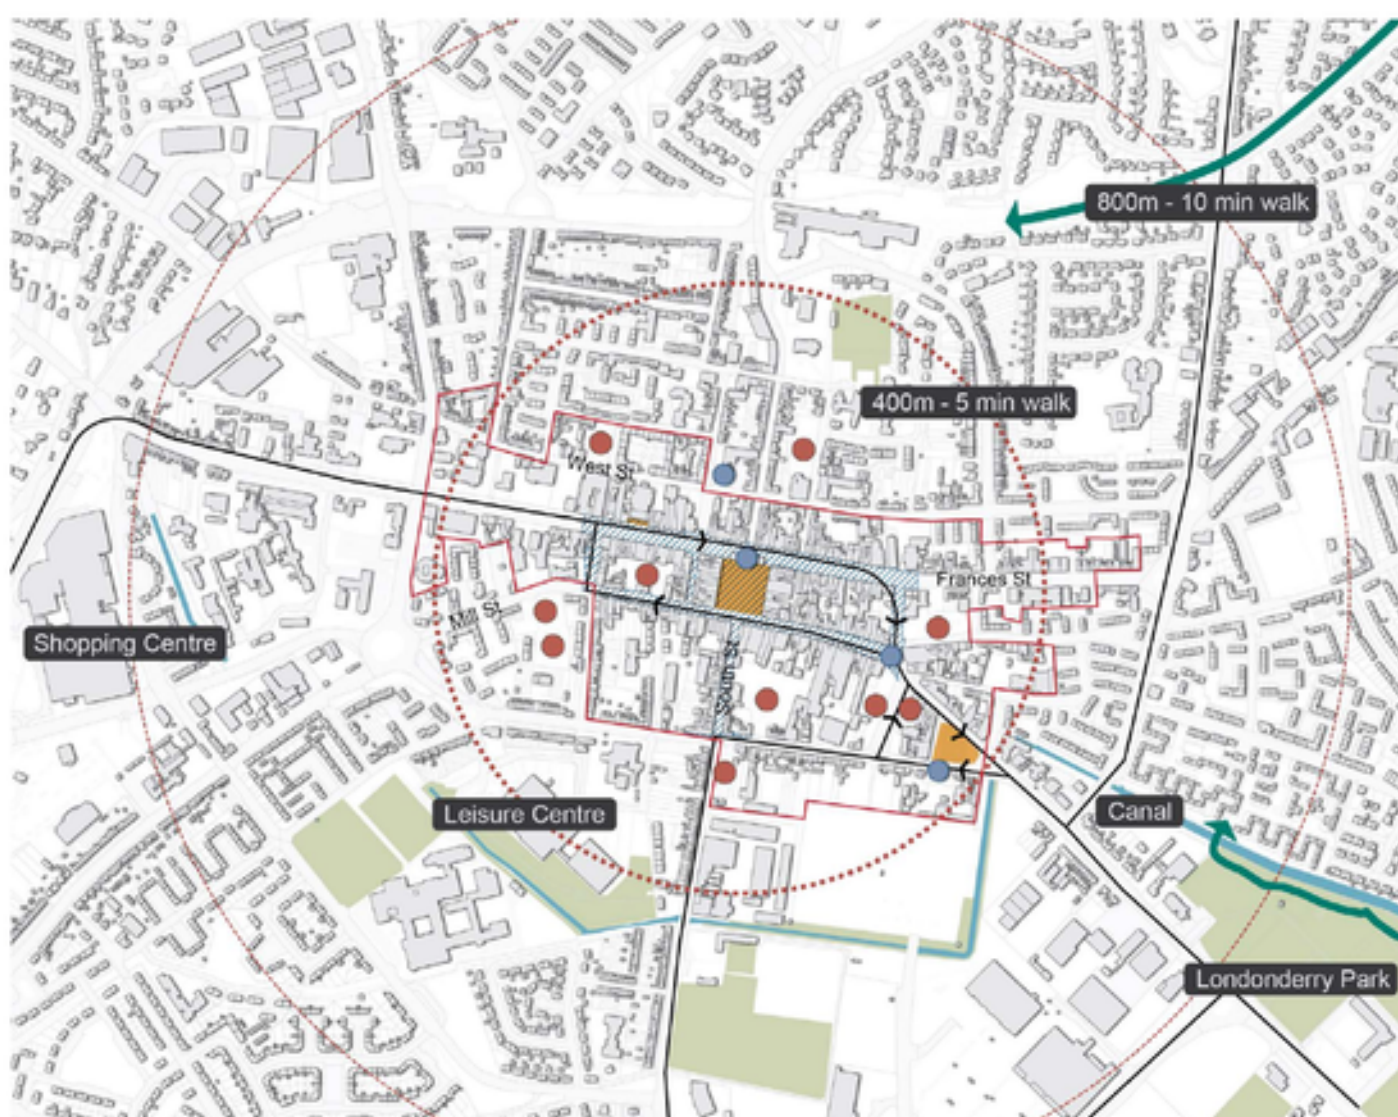 800m - 10 min walk
400m - 5 min walk
West St
Frances St
Mill St
Shopping Centre
South St
Leisure Centre
Canal
Londonderry Park